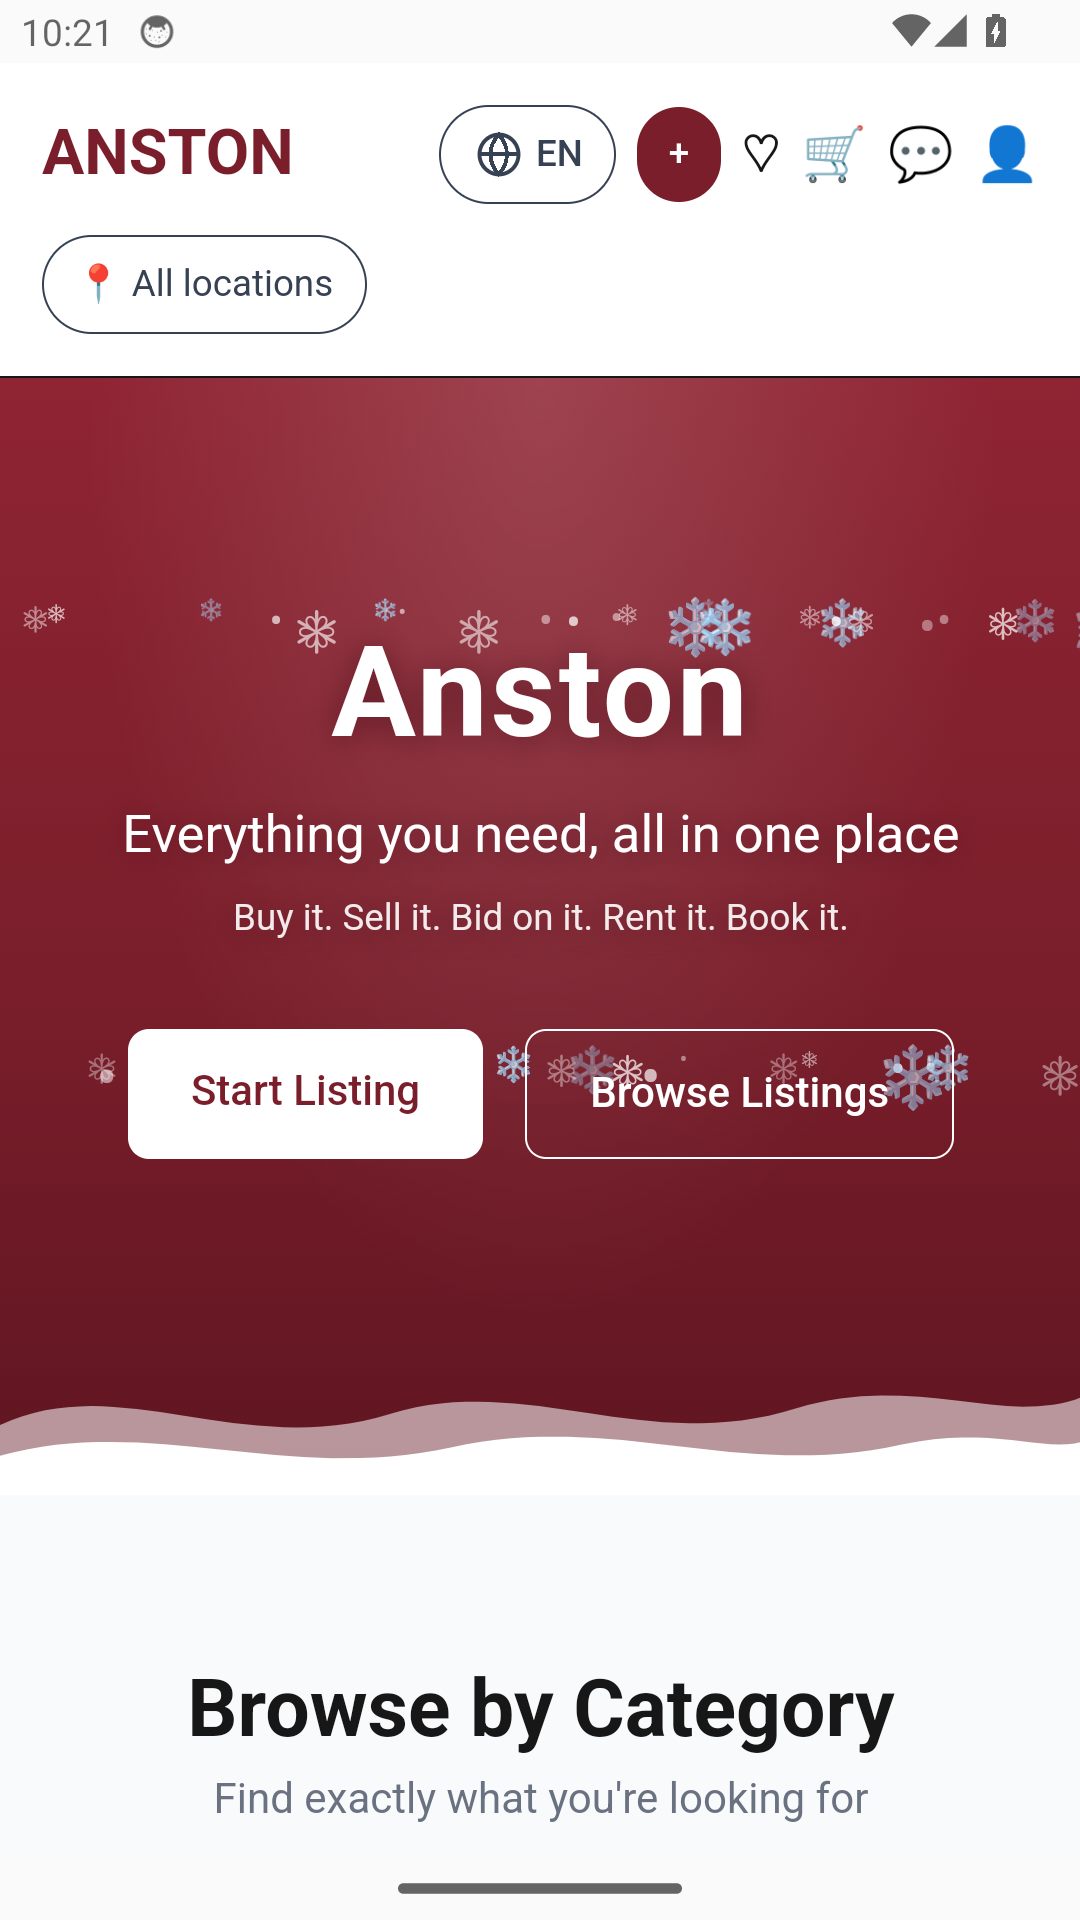 10:21
ANSTON
EN
+
All locations
Anston
Everything you need, all in one place
Buy it. Sell it. Bid on it. Rent it. Book it.
Start Listing
Browse Listings
Browse by Category
Find exactly what you're looking for